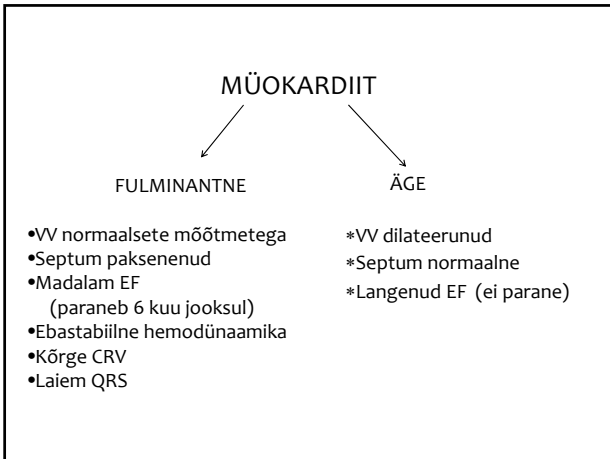 MÜOKARDIIT
FULMINANTNE
•VV normaalsete mõõtmetega
•Septum paksenenud
•Madalam EF
(paraneb 6 kuu jooksul)
•Ebastabiilne hemodünaamika
•Kõrge CRV
•Laiem QRS
ÄGE
*VV dilateerunud
*Septum normaalne
*Langenud EF (ei parane)